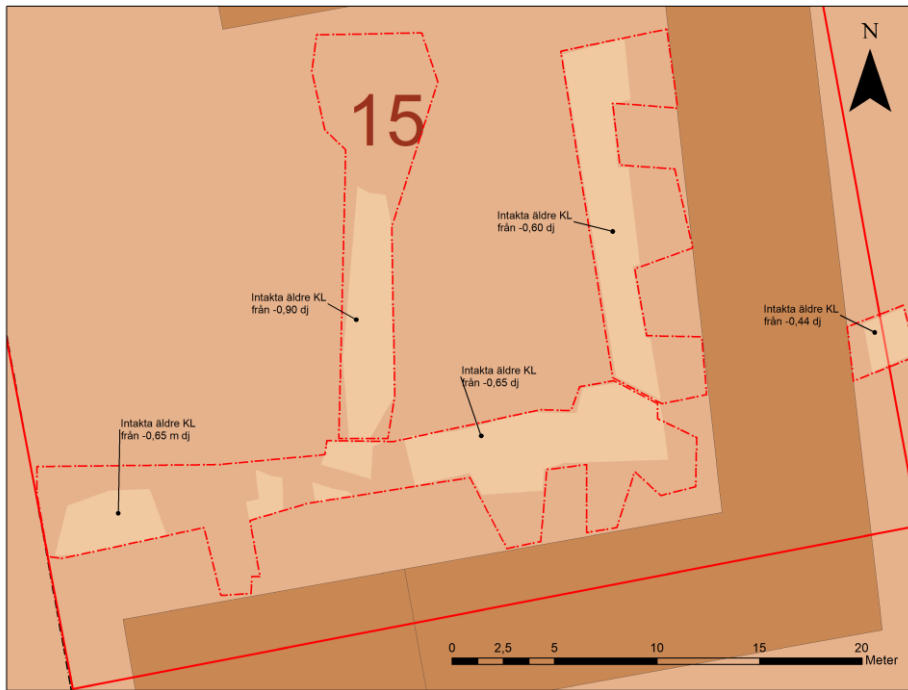 N
15
Intakta äldre KL
från -0,60 dj
Intakta äldre KL
från -0,90 dj
Intakta äldre KL
från -0,44 dj
Intakta äldre KL
från -0,65 dj
Intakta äldre KL
från -0,65 m dj
0 2,5 5 10 15 20
Meter